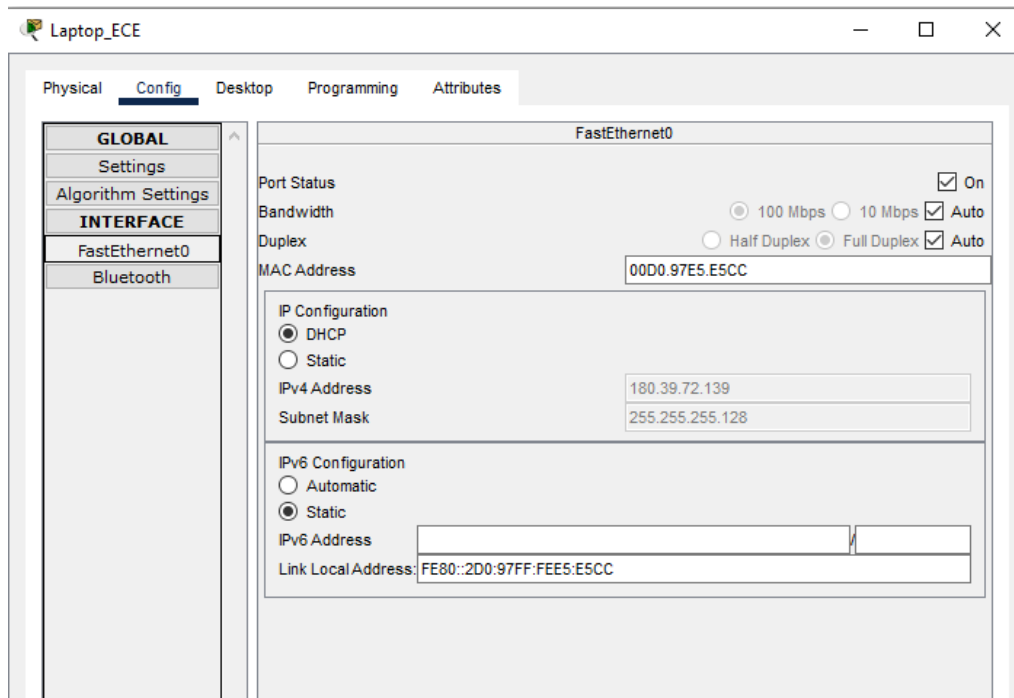 Laptop_ECE
Physical Config Desktop Programming Attributes
GLOBAL
Settings
Algorithm Settings
INTERFACE
FastEthernet0
Bluetooth
FastEthernet0
Port Status On
Bandwidth 100 Mbps 10 Mbps Auto
Duplex Half Duplex Full Duplex Auto
MAC Address 00D0.97E5.E5CC
IP Configuration
DHCP
Static
IPv4 Address 180.39.72.139
Subnet Mask 255.255.255.128
IPv6 Configuration
Automatic
Static
IPv6 Address /
Link Local Address: FE80::2D0:97FF:FEE5:E5CC